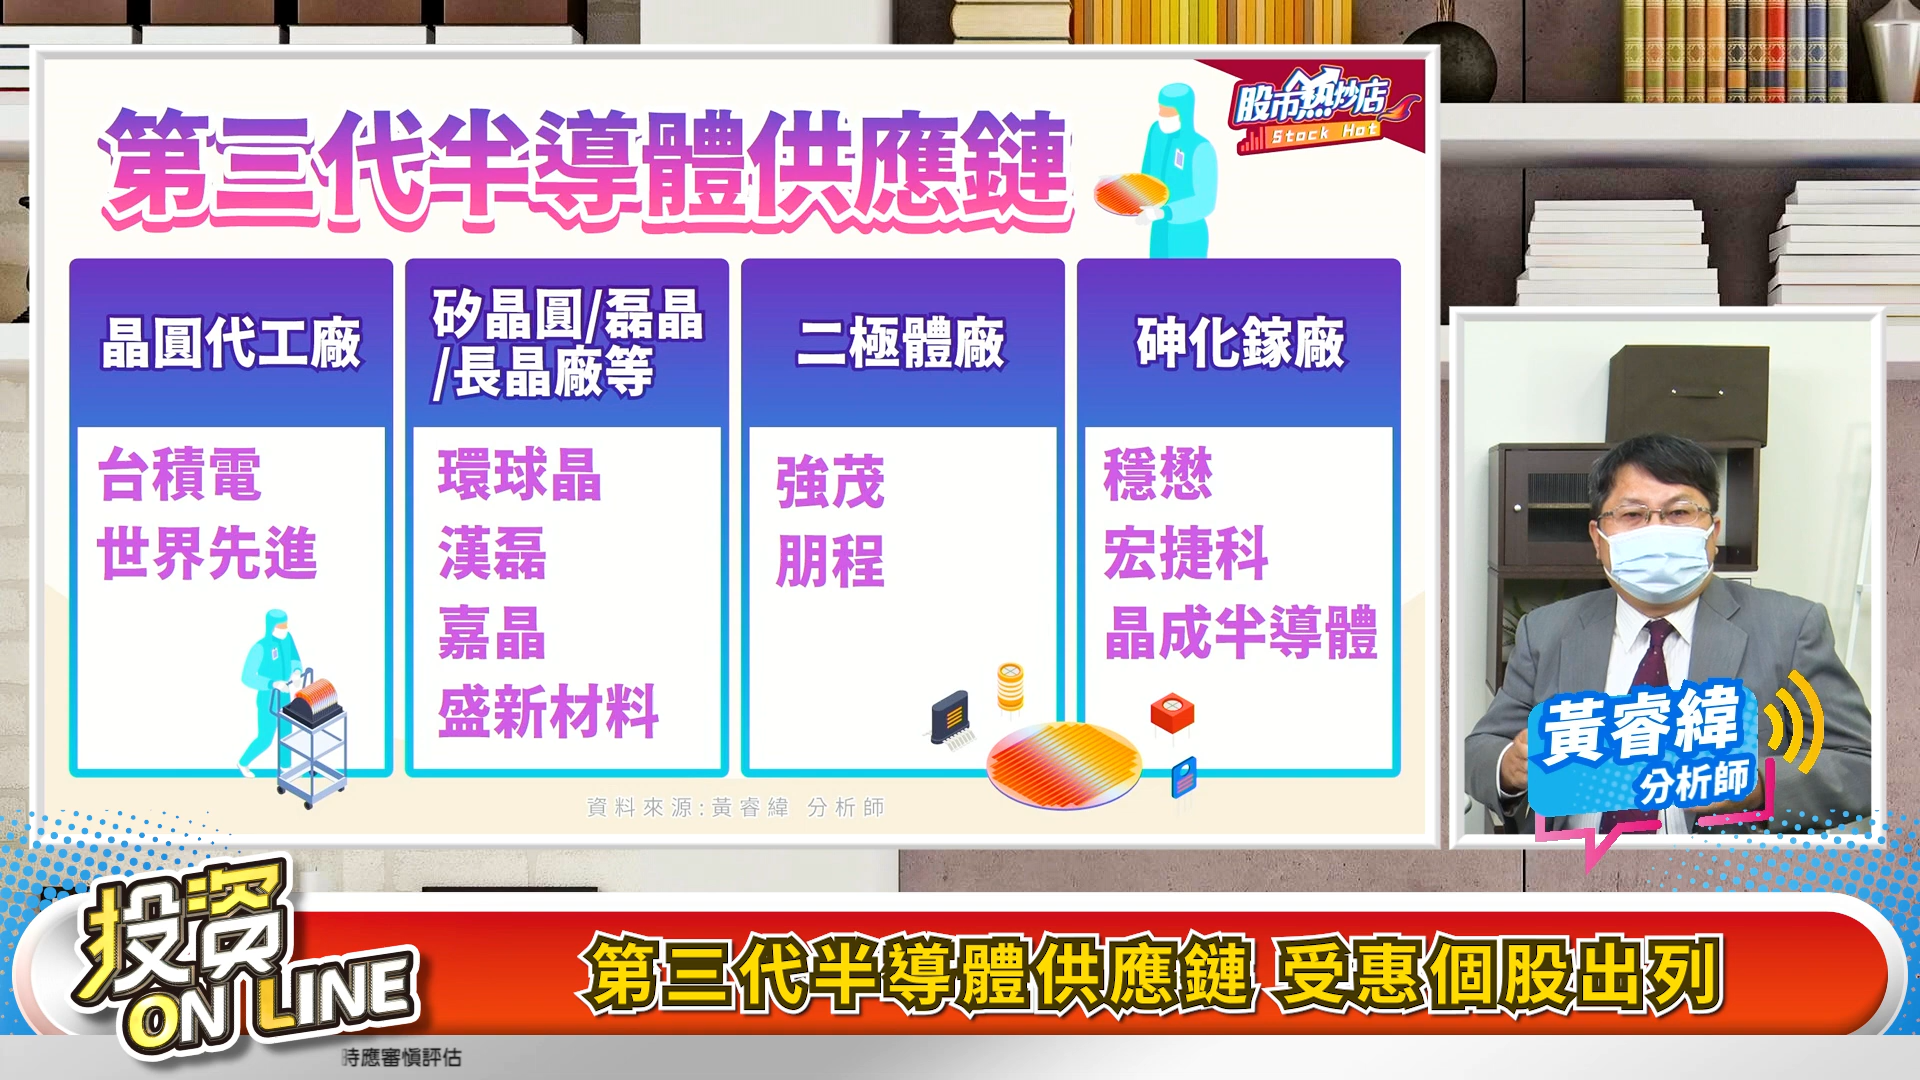 股市熱炒店
Stock Hot
第三代半導體供應鏈
晶圓代工廠
台積電
世界先進
矽晶圓/磊晶
/長晶廠等
環球晶
漢磊
嘉晶
盛新材料
二極體廠
強茂
朋程
砷化鎵廠
穩懋
宏捷科
晶成半導體
資料來源:黃睿緯 分析師
黃睿緯
分析師
投資
ON LINE
第三代半導體供應鏈 受惠個股出列
時應審慎評估